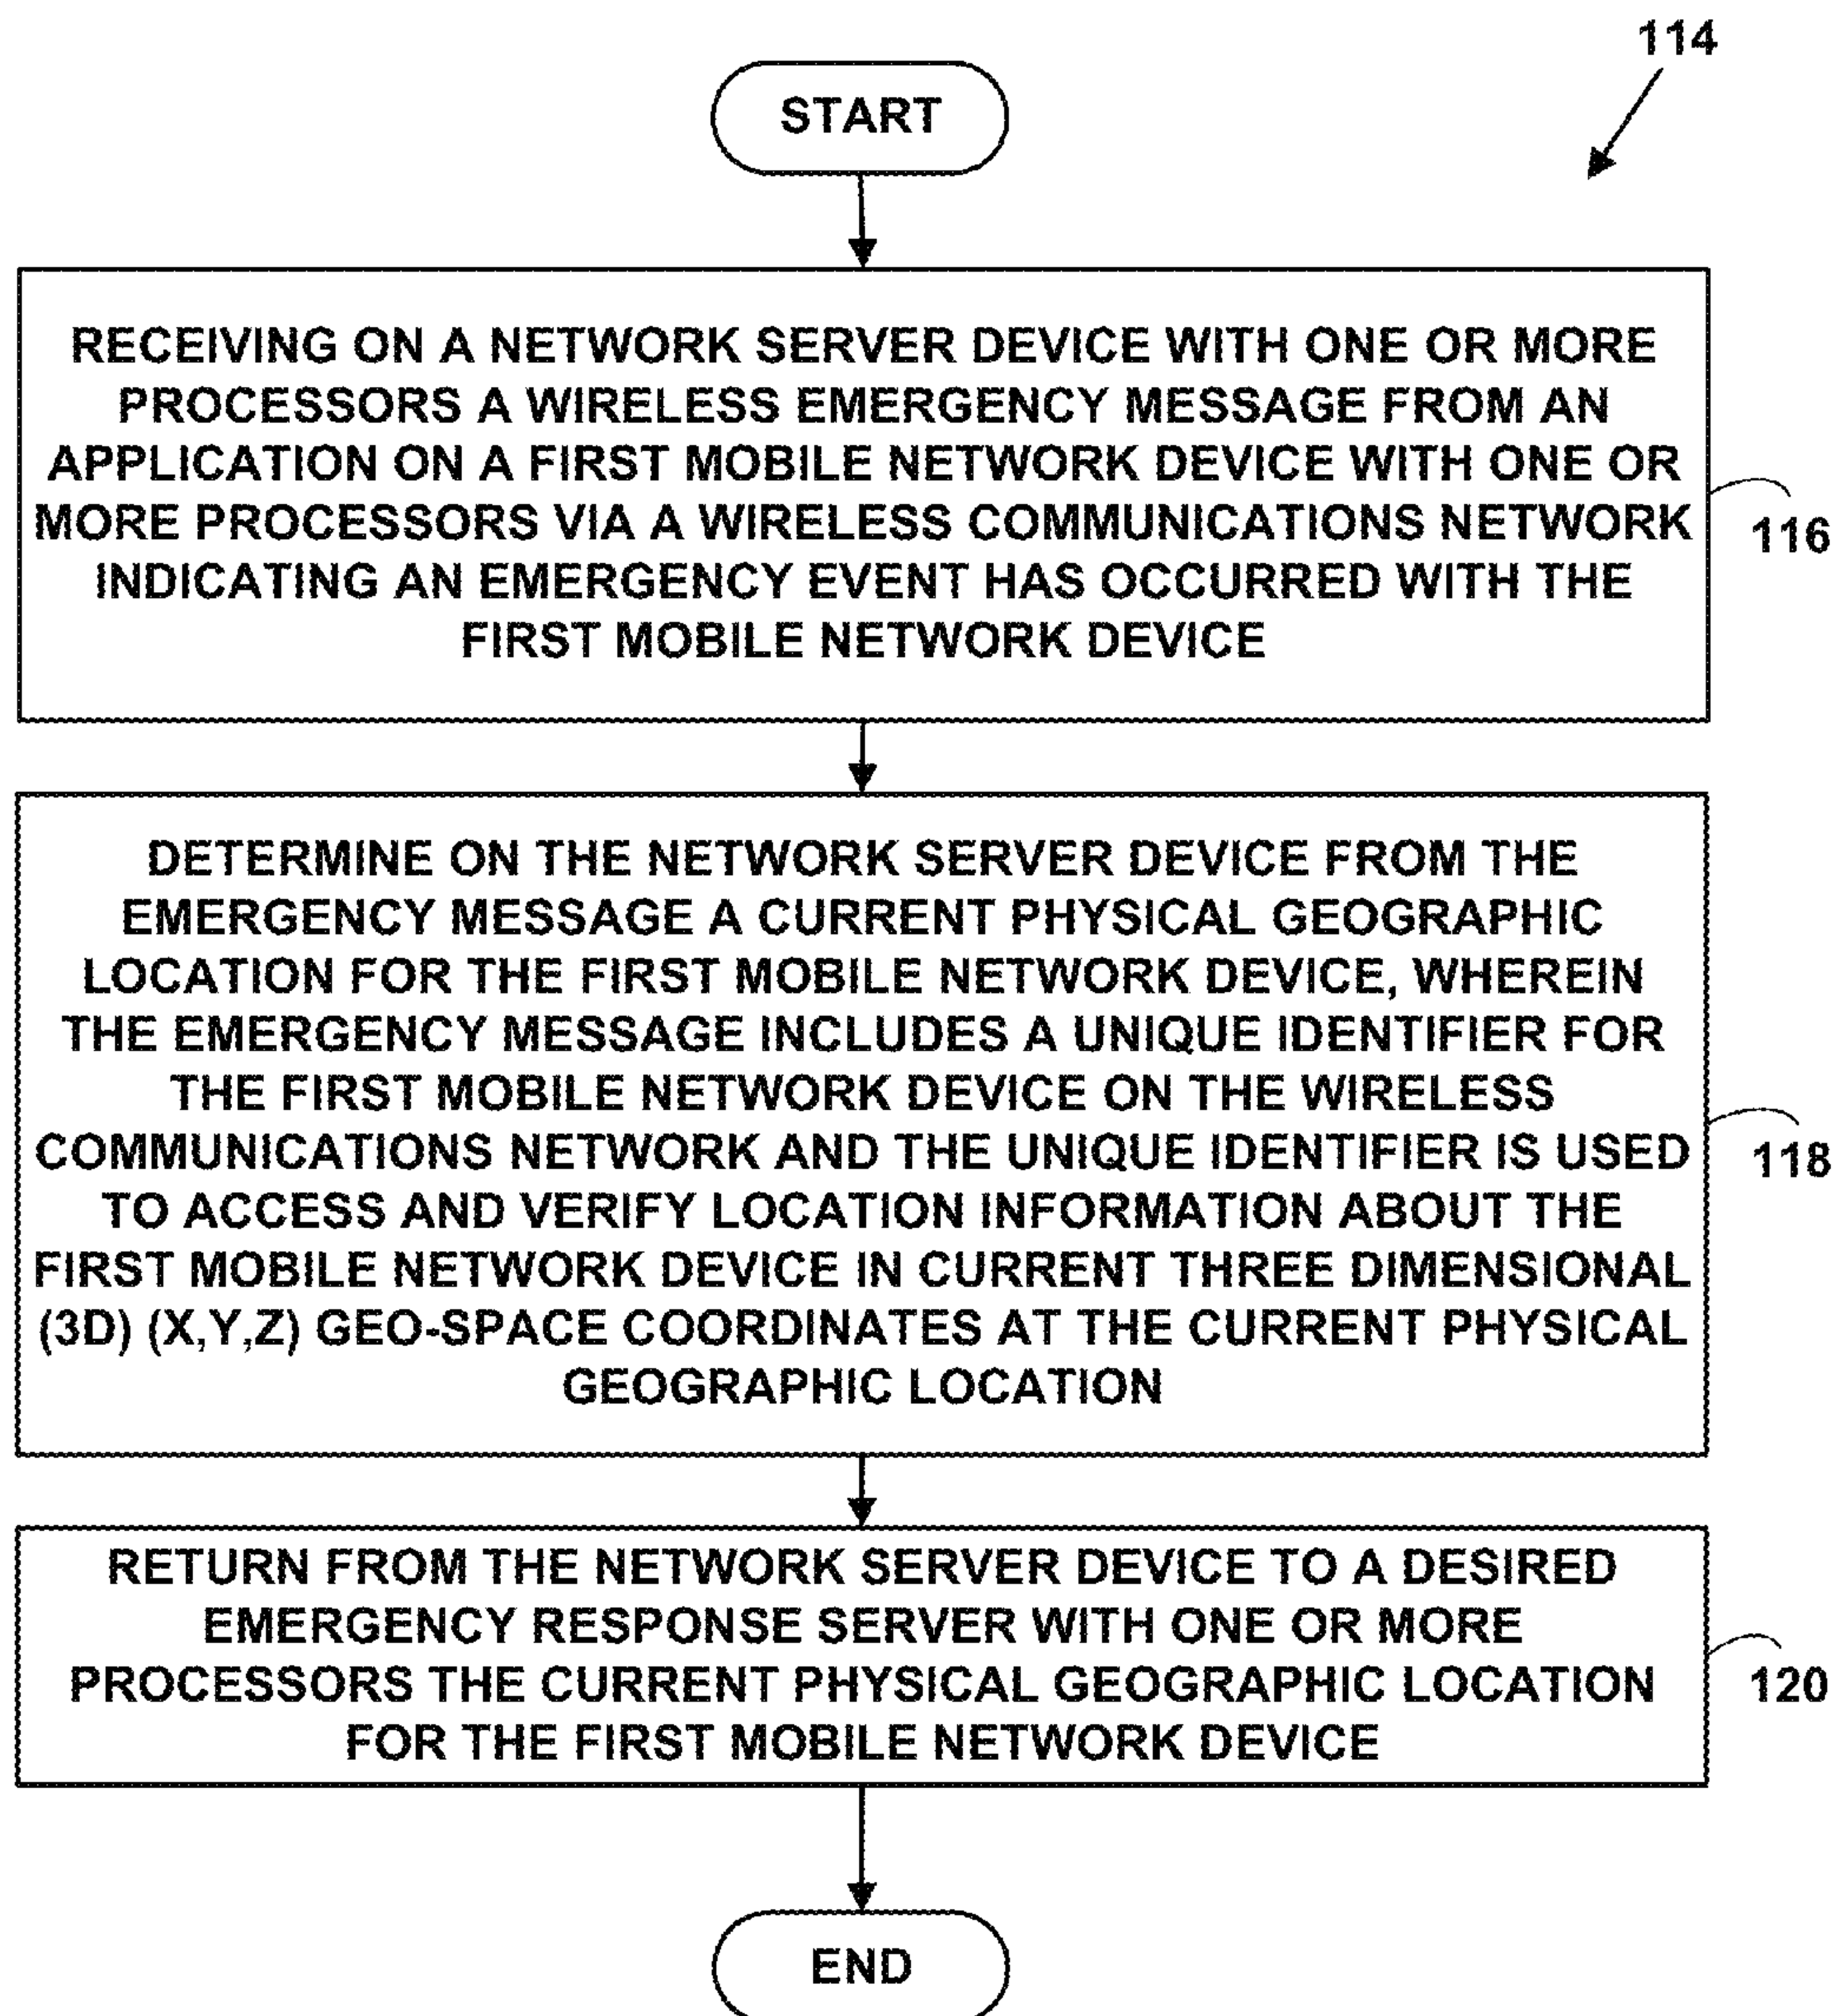 114
START
RECEIVING ON A NETWORK SERVER DEVICE WITH ONE OR MORE
PROCESSORS A WIRELESS EMERGENCY MESSAGE FROM AN
APPLICATION ON A FIRST MOBILE NETWORK DEVICE WITH ONE OR
MORE PROCESSORS VIA A WIRELESS COMMUNICATIONS NETWORK
INDICATING AN EMERGENCY EVENT HAS OCCURRED WITH THE
FIRST MOBILE NETWORK DEVICE
116
DETERMINE ON THE NETWORK SERVER DEVICE FROM THE
EMERGENCY MESSAGE A CURRENT PHYSICAL GEOGRAPHIC
LOCATION FOR THE FIRST MOBILE NETWORK DEVICE, WHEREIN
THE EMERGENCY MESSAGE INCLUDES A UNIQUE IDENTIFIER FOR
THE FIRST MOBILE NETWORK DEVICE ON THE WIRELESS
COMMUNICATIONS NETWORK AND THE UNIQUE IDENTIFIER IS USED
TO ACCESS AND VERIFY LOCATION INFORMATION ABOUT THE
FIRST MOBILE NETWORK DEVICE IN CURRENT THREE DIMENSIONAL
(3D) (X,Y,Z) GEO-SPACE COORDINATES AT THE CURRENT PHYSICAL
GEOGRAPHIC LOCATION
118
RETURN FROM THE NETWORK SERVER DEVICE TO A DESIRED
EMERGENCY RESPONSE SERVER WITH ONE OR MORE
PROCESSORS THE CURRENT PHYSICAL GEOGRAPHIC LOCATION
FOR THE FIRST MOBILE NETWORK DEVICE
120
END